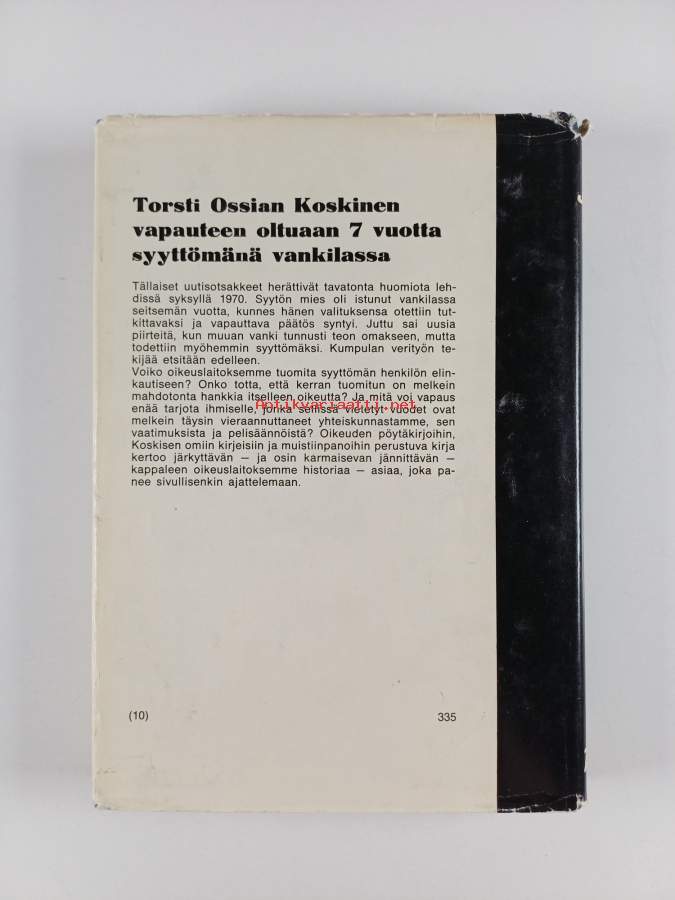 Torsti Ossian Koskinen
vapauteen oltuaan 7 vuotta
syyttömänä vankilassa
Tällaiset uutisotsakkeet herättivät tavatonta huomiota leh-
dissä syksyllä 1970. Syytön mies oli istunut vankilassa
seitsemän vuotta, kunnes hänen valituksensa otettiin tut-
kittavaksi ja vapauttava päätös syntyi. Juttu sai uusia
piirteitä, kun muuan vanki tunnusti teon omakseen, mutta
todettiin myöhemmin syyttömäksi. Kumpulan verityön te-
kijää etsitään edelleen.
Voiko oikeuslaitoksemme tuomita syyttömän henkilön elin-
kautiseen? Onko totta, että kerran tuomitun on melkein
mahdotonta hankkia itselleen oikeutta? Ja mitä voi vapaus
Antikvariaatti.net
enää tarjota ihmiselle, jonka sellissä vietetyt vuodet ovat
melkein täysin vieraannuttaneet yhteiskunnastamme, sen
vaatimuksista ja pelisäännöistä? Oikeuden pöytäkirjoihin,
Koskisen omiin kirjeisiin ja muistiinpanoihin perustuva kirja
kertoo järkyttävän – ja osin karmaisevan jännittävän –
kappaleen oikeuslaitoksemme historiaa – asiaa, joka pa-
nee sivullisenkin ajattelemaan.
(10) 335